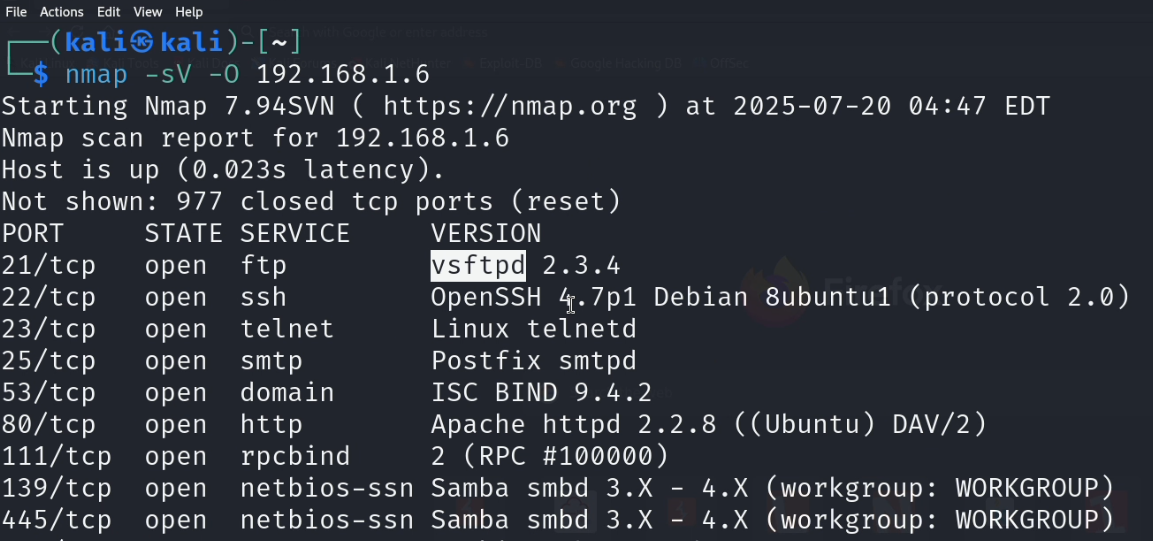 File Actions Edit View Help
(kali㉿kali)-[~]
$ nmap -sV -O 192.168.1.6
Starting Nmap 7.94SVN ( https://nmap.org ) at 2025-07-20 04:47 EDT
Nmap scan report for 192.168.1.6
Host is up (0.023s latency).
Not shown: 977 closed tcp ports (reset)
PORT STATE SERVICE VERSION
21/tcp open ftp vsftpd 2.3.4
22/tcp open ssh OpenSSH 4.7p1 Debian 8ubuntu1 (protocol 2.0)
23/tcp open telnet Linux telnetd
25/tcp open smtp Postfix smtpd
53/tcp open domain ISC BIND 9.4.2
80/tcp open http Apache httpd 2.2.8 ((Ubuntu) DAV/2)
111/tcp open rpcbind 2 (RPC #100000)
139/tcp open netbios-ssn Samba smbd 3.X - 4.X (workgroup: WORKGROUP)
445/tcp open netbios-ssn Samba smbd 3.X - 4.X (workgroup: WORKGROUP)